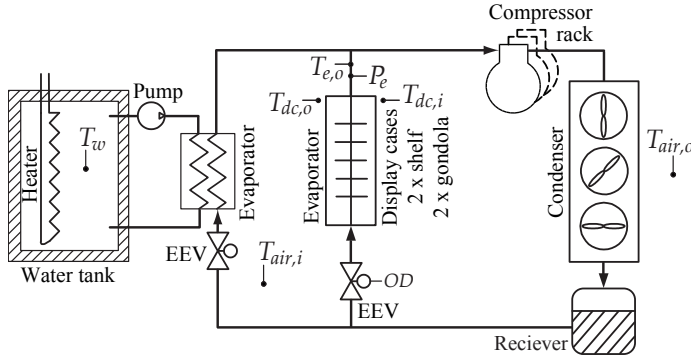 Compressor
rack
T_{e,o}
P_e
Pump
T_{dc,o}
T_{dc,i}
Heater
T_w
Evaporator
Evaporator
Display cases
2 x shelf
2 x gondola
Condenser
T_{air,o}
EEV
T_{air,i}
Water tank
OD
EEV
Reciever